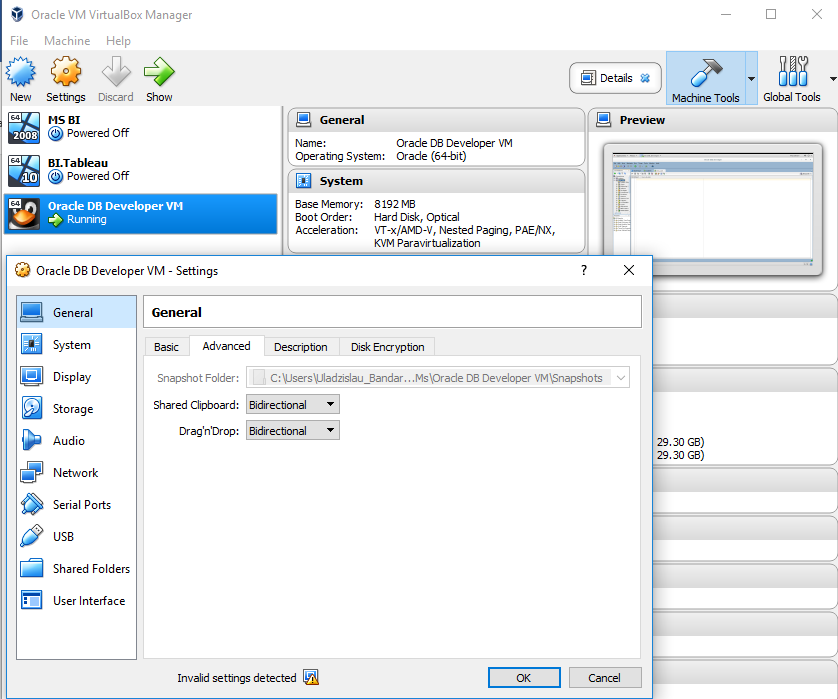 Oracle VM VirtualBox Manager
File Machine Help
New Settings Discard Show
Details
Machine Tools
Global Tools
64
2008
MS BI
Powered Off
64
10
BI.Tableau
Powered Off
64
Oracle DB Developer VM
Running
General
Name: Oracle DB Developer VM
Operating System: Oracle (64-bit)
System
Base Memory: 8192 MB
Boot Order: Hard Disk, Optical
Acceleration: VT-x/AMD-V, Nested Paging, PAE/NX,
KVM Paravirtualization
Preview
29.30 GB)
29.30 GB)
Oracle DB Developer VM - Settings
?
General
System
Display
Storage
Audio
Network
Serial Ports
USB
Shared Folders
User Interface
General
Basic Advanced Description Disk Encryption
Snapshot Folder: C:\Users\Uladzislau_Bandar...Ms\Oracle DB Developer VM\Snapshots
Shared Clipboard: Bidirectional
Drag'n'Drop: Bidirectional
Invalid settings detected
OK Cancel